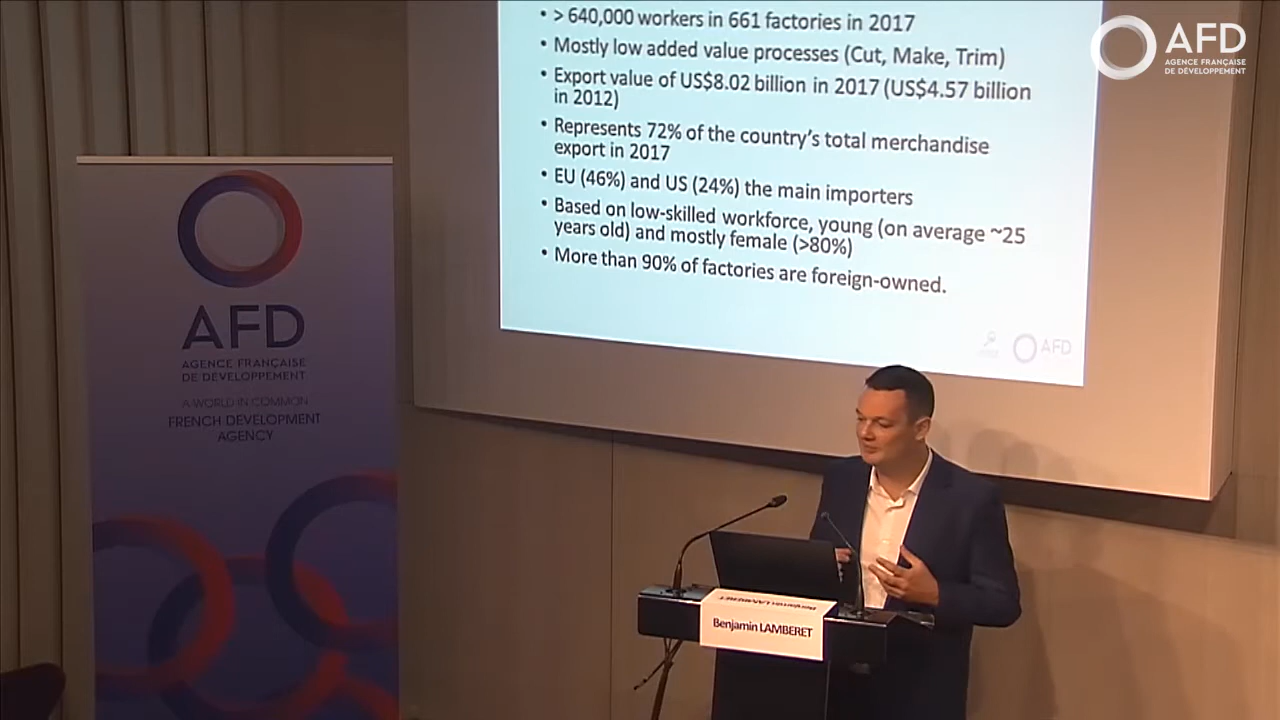 • > 640,000 workers in 661 factories in 2017
• Mostly low added value processes (Cut, Make, Trim)
• Export value of US$8.02 billion in 2017 (US$4.57 billion
in 2012)
• Represents 72% of the country's total merchandise
export in 2017
• EU (46%) and US (24%) the main importers
• Based on low-skilled workforce, young (on average ~25
years old) and mostly female (>80%)
• More than 90% of factories are foreign-owned.
AFD
AFD
AGENCE FRANÇAISE
DE DÉVELOPPEMENT
AFD
AGENCE FRANÇAISE
DE DÉVELOPPEMENT
A WORLD IN COMMON
FRENCH DEVELOPMENT
AGENCY
Benjamin LAMBERET
Benjamin LAMBERET